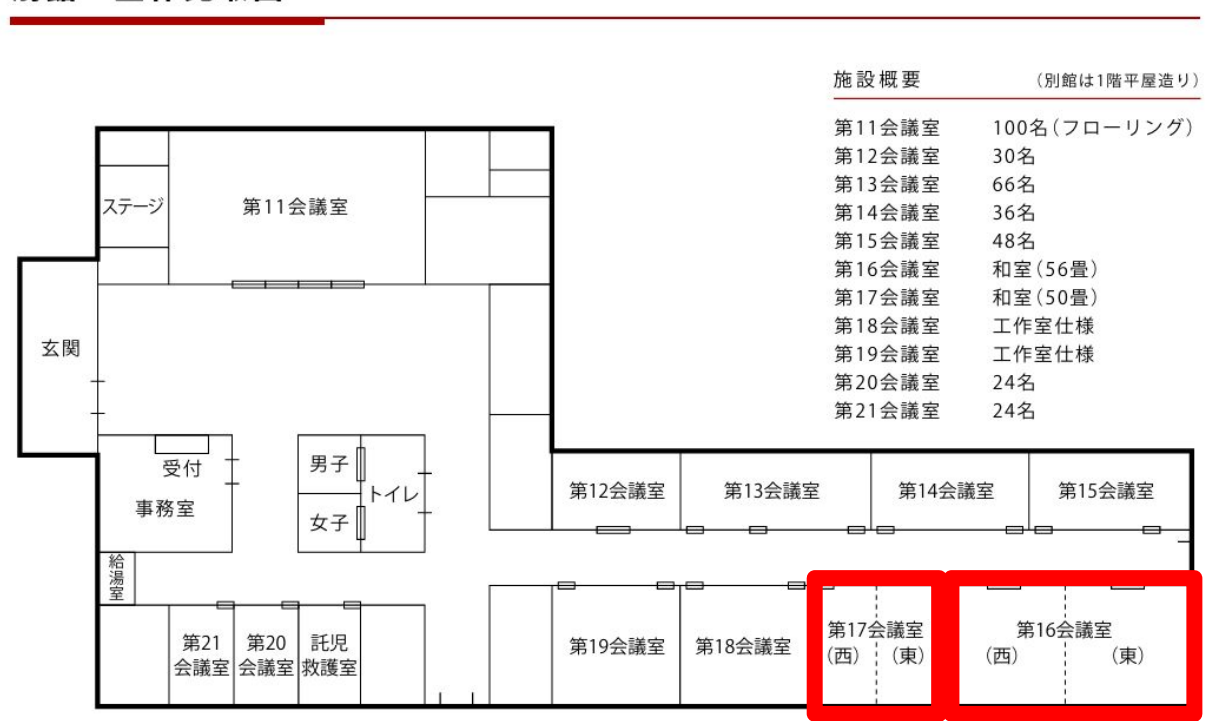 施設概要 （別館は1階平屋造り）
第11会議室 100名（フローリング）
第12会議室 30名
第13会議室 66名
第14会議室 36名
第15会議室 48名
第16会議室 和室（56畳）
第17会議室 和室（50畳）
第18会議室 工作室仕様
第19会議室 工作室仕様
第20会議室 24名
第21会議室 24名
ステージ
第11会議室
玄関
受付
事務室
男子
女子
トイレ
給湯室
第12会議室
第13会議室
第14会議室
第15会議室
第21
会議室
第20
会議室
託児
救護室
第19会議室
第18会議室
第17会議室
（西） （東）
第16会議室
（西） （東）